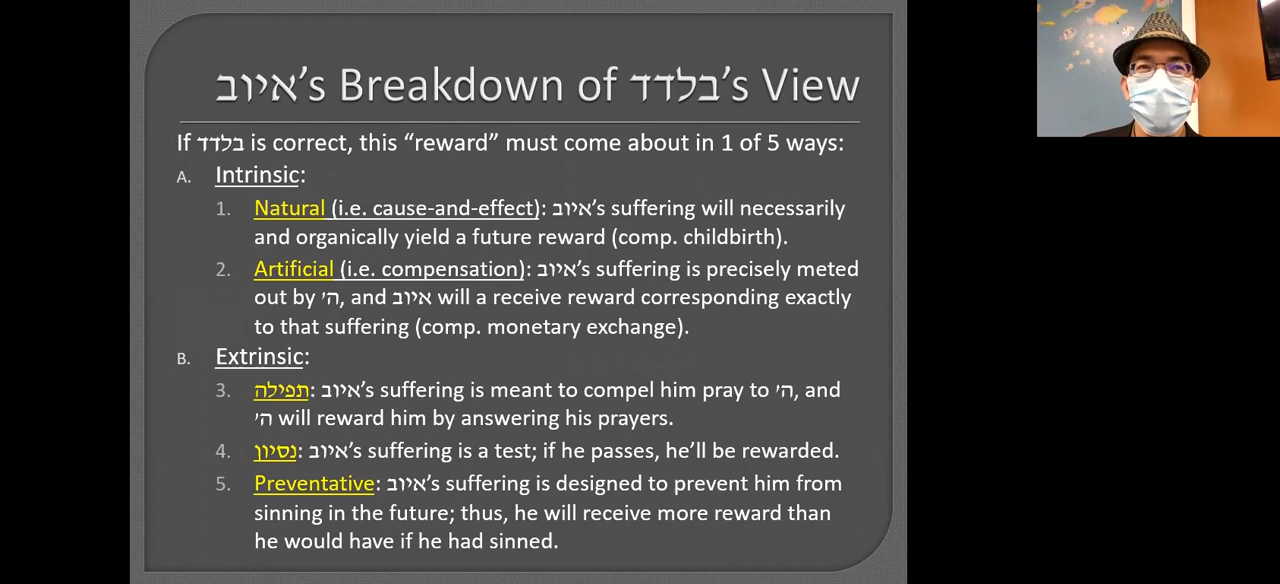 איוב's Breakdown of בלדד's View
If בלדד is correct, this “reward” must come about in 1 of 5 ways:
A. Intrinsic:
1. Natural (i.e. cause-and-effect): איוב's suffering will necessarily
and organically yield a future reward (comp. childbirth).
2. Artificial (i.e. compensation): איוב's suffering is precisely meted
out by ה', and איוב will a receive reward corresponding exactly
to that suffering (comp. monetary exchange).
B. Extrinsic:
3. תפילה: איוב's suffering is meant to compel him pray to ה', and
ה' will reward him by answering his prayers.
4. נסיון: איוב's suffering is a test; if he passes, he'll be rewarded.
5. Preventative: איוב's suffering is designed to prevent him from
sinning in the future; thus, he will receive more reward than
he would have if he had sinned.